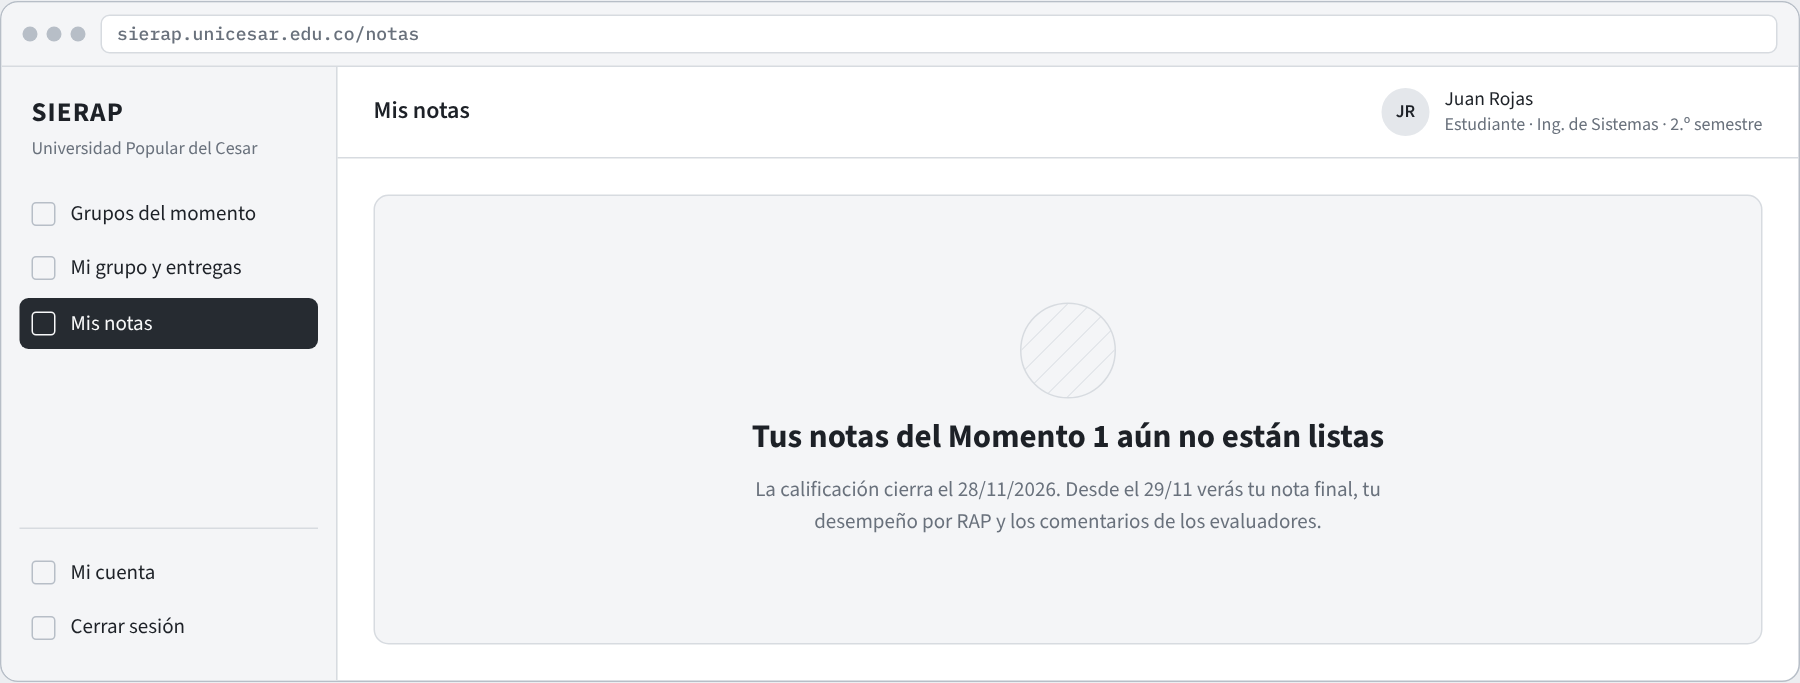 sierap.unicesar.edu.co/notas
SIERAP
Universidad Popular del Cesar
Grupos del momento
Mi grupo y entregas
Mis notas
Mi cuenta
Cerrar sesión
Mis notas
JR
Juan Rojas
Estudiante · Ing. de Sistemas · 2.º semestre
Tus notas del Momento 1 aún no están listas
La calificación cierra el 28/11/2026. Desde el 29/11 verás tu nota final, tu
desempeño por RAP y los comentarios de los evaluadores.